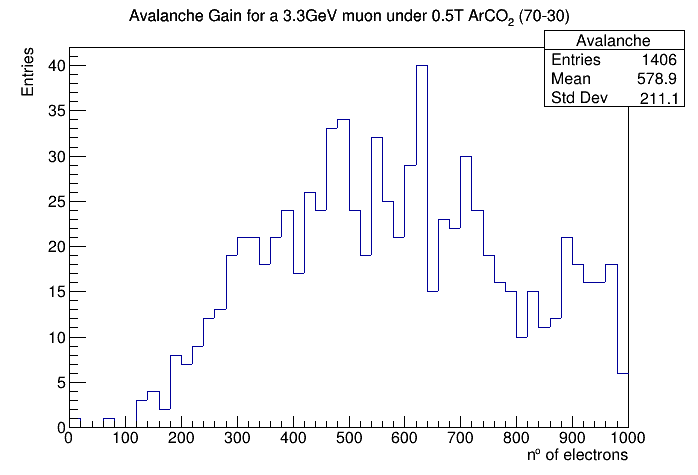 Avalanche Gain for a 3.3GeV muon under 0.5T ArCO₂ (70-30)
Avalanche
Entries 1406
Mean 578.9
Std Dev 211.1
Entries
40
35
30
25
20
15
10
5
0
0 100 200 300 400 500 600 700 800 900 1000
nº of electrons